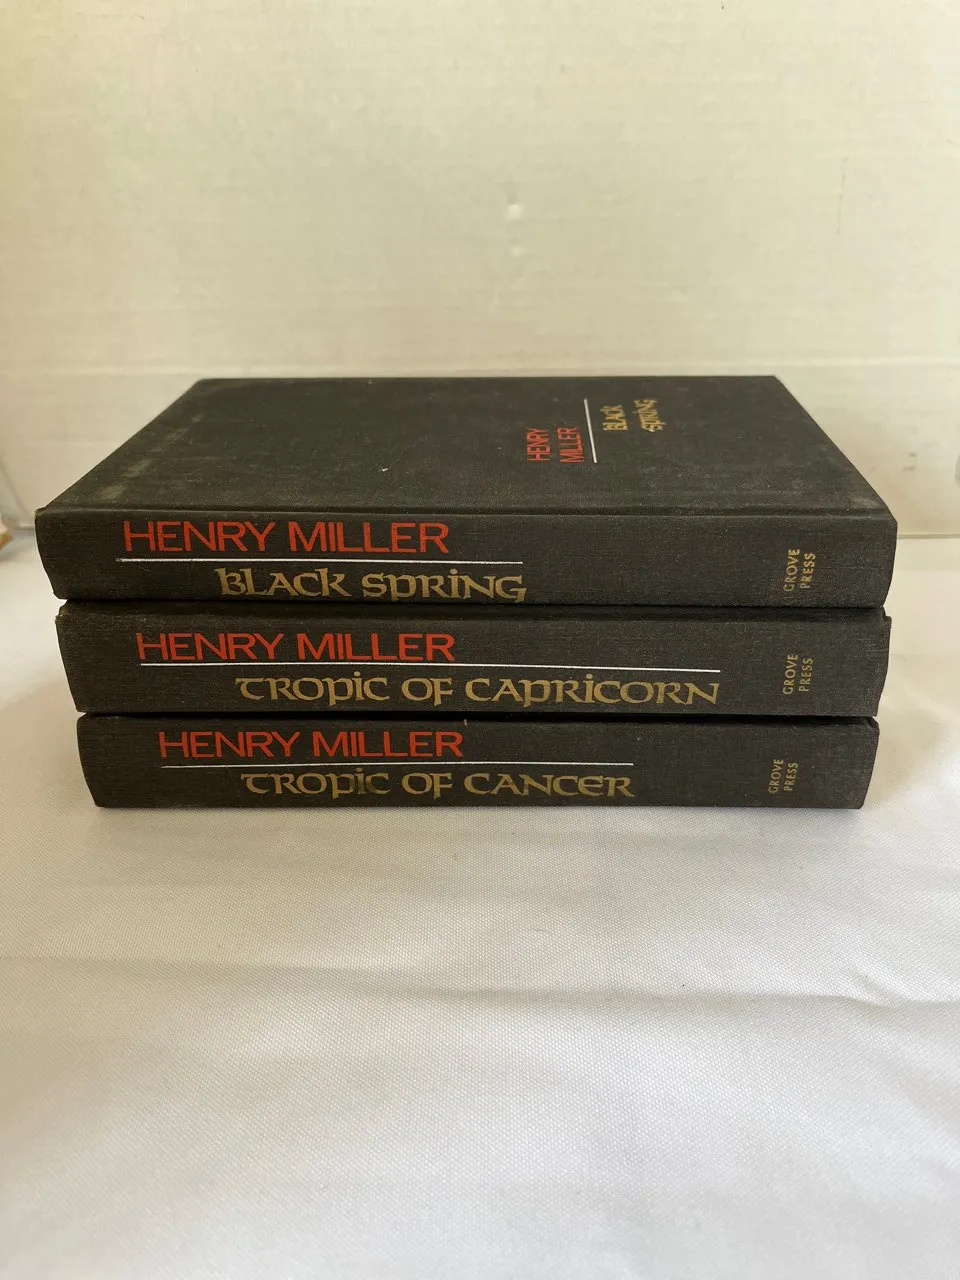 HENRY
MILLER
BLACK
SPRING
HENRY MILLER
BLACK SPRING
GROVE
PRESS
HENRY MILLER
TROPIC OF CAPRICORN
GROVE
PRESS
HENRY MILLER
TROPIC OF CANCER
GROVE
PRESS